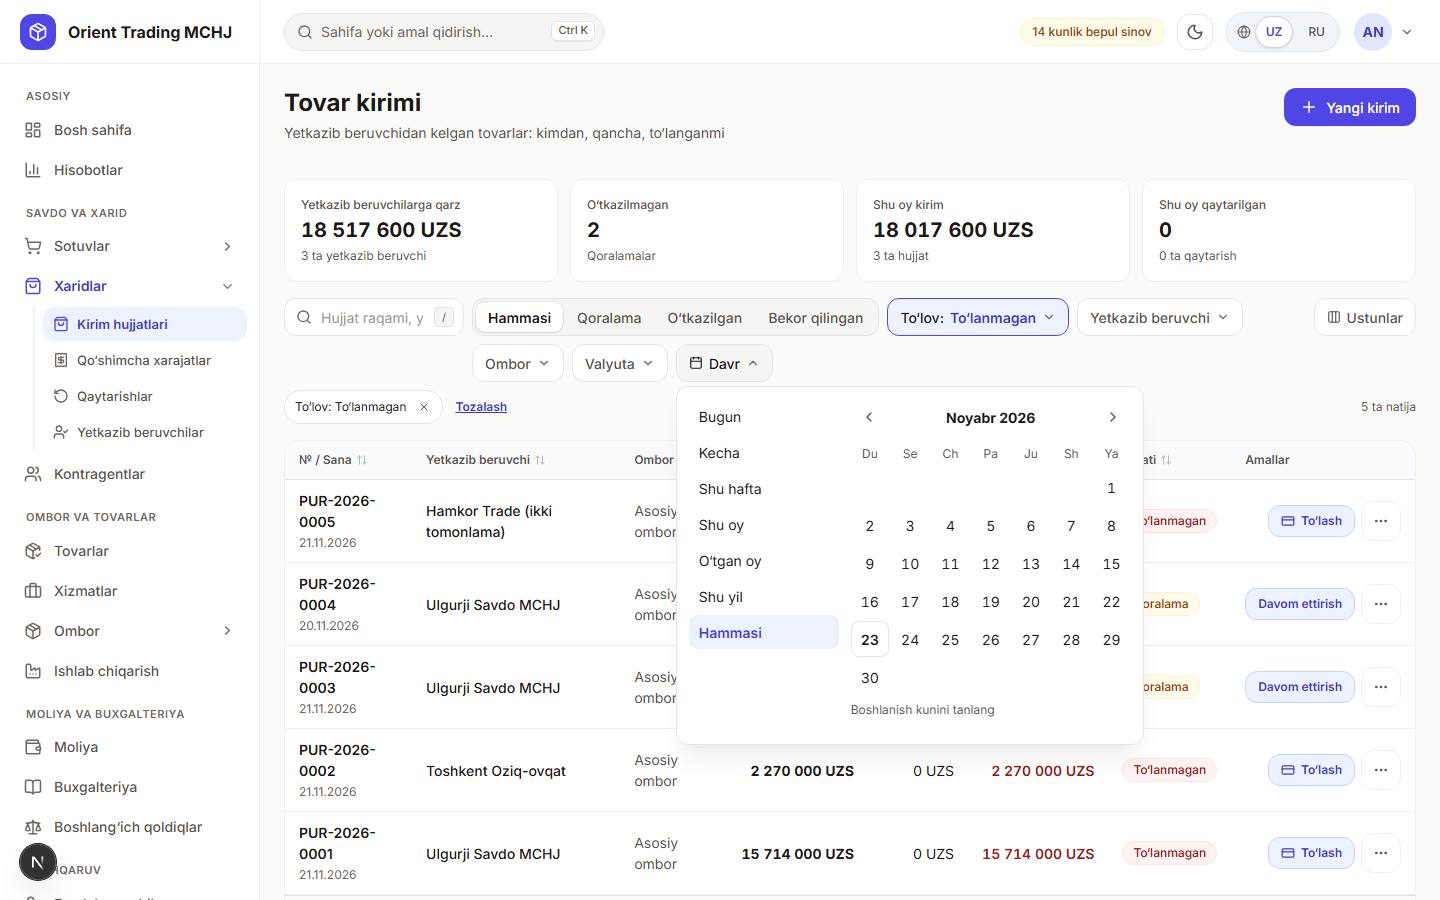 Orient Trading MCHJ
Sahifa yoki amal qidirish...
Ctrl K
14 kunlik bepul sinov
UZ
RU
AN
ASOSIY
Bosh sahifa
Hisobotlar
SAVDO VA XARID
Sotuvlar
Xaridlar
Kirim hujjatlari
Qo‘shimcha xarajatlar
Qaytarishlar
Yetkazib beruvchilar
Kontragentlar
OMBOR VA TOVARLAR
Tovarlar
Xizmatlar
Ombor
Ishlab chiqarish
MOLIYA VA BUXGALTERIYA
Moliya
Buxgalteriya
Boshlang‘ich qoldiqlar
Tovar kirimi
Yetkazib beruvchidan kelgan tovarlar: kimdan, qancha, to‘langanmi
Yangi kirim
Yetkazib beruvchilarga qarz
18 517 600 UZS
3 ta yetkazib beruvchi
O‘tkazilmagan
2
Qoralamalar
Shu oy kirim
18 017 600 UZS
3 ta hujjat
Shu oy qaytarilgan
0
0 ta qaytarish
Hujjat raqami, y
/
Hammasi
Qoralama
O‘tkazilgan
Bekor qilingan
To‘lov: To‘lanmagan
Yetkazib beruvchi
Ustunlar
Ombor
Valyuta
Davr
To‘lov: To‘lanmagan
Tozalash
5 ta natija
Bugun
Kecha
Shu hafta
Shu oy
O‘tgan oy
Shu yil
Hammasi
Noyabr 2026
Du Se Ch Pa Ju Sh Ya
1
2 3 4 5 6 7 8
9 10 11 12 13 14 15
16 17 18 19 20 21 22
23 24 25 26 27 28 29
30
Boshlanish kunini tanlang
№ / Sana
Yetkazib beruvchi
Ombor
Amallar
PUR-2026-
0005
21.11.2026
Hamkor Trade (ikki
tomonlama)
Asosiy
ombor
To‘lash
PUR-2026-
0004
20.11.2026
Ulgurji Savdo MCHJ
Asosiy
ombor
Davom ettirish
PUR-2026-
0003
21.11.2026
Ulgurji Savdo MCHJ
Asosiy
ombor
Davom ettirish
PUR-2026-
0002
21.11.2026
Toshkent Oziq-ovqat
Asosiy
ombor
2 270 000 UZS
0 UZS
2 270 000 UZS
To‘lanmagan
To‘lash
PUR-2026-
0001
21.11.2026
Ulgurji Savdo MCHJ
Asosiy
ombor
15 714 000 UZS
0 UZS
15 714 000 UZS
To‘lanmagan
To‘lash